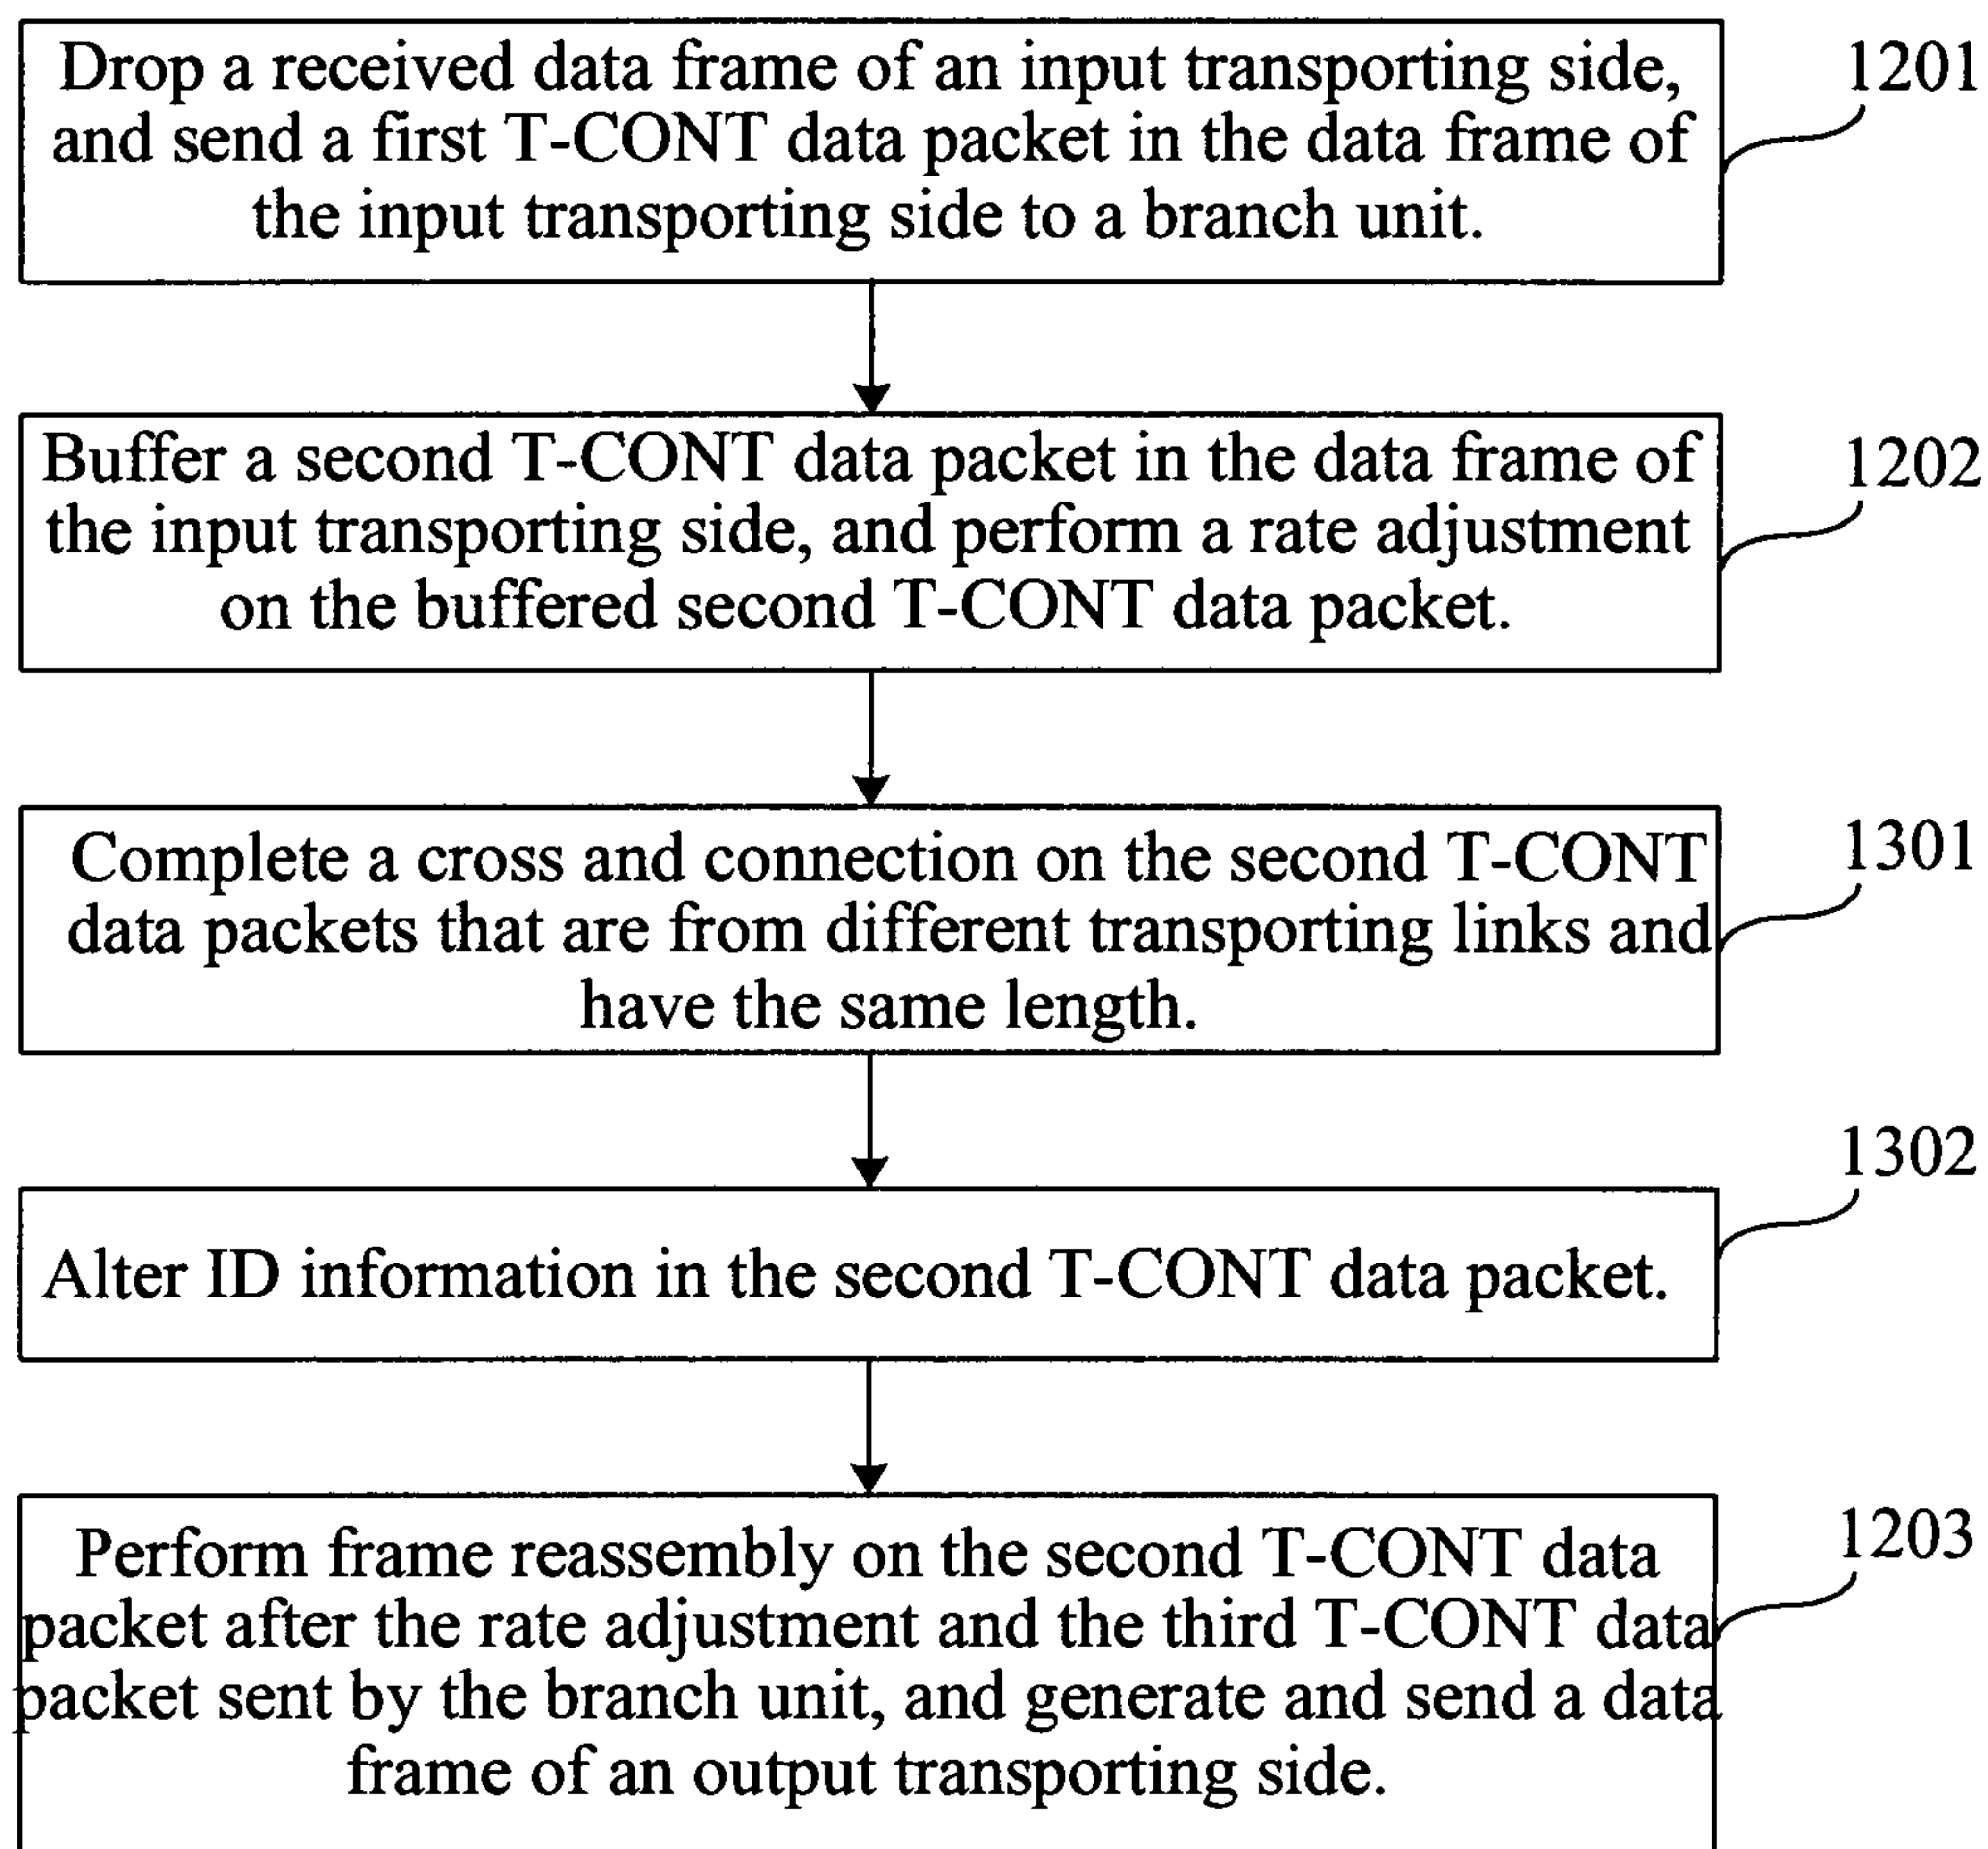 Drop a received data frame of an input transporting side,
and send a first T-CONT data packet in the data frame of
the input transporting side to a branch unit.
1201
Buffer a second T-CONT data packet in the data frame of
the input transporting side, and perform a rate adjustment
on the buffered second T-CONT data packet.
1202
Complete a cross and connection on the second T-CONT
data packets that are from different transporting links and
have the same length.
1301
Alter ID information in the second T-CONT data packet.
1302
Perform frame reassembly on the second T-CONT data
packet after the rate adjustment and the third T-CONT data
packet sent by the branch unit, and generate and send a data
frame of an output transporting side.
1203